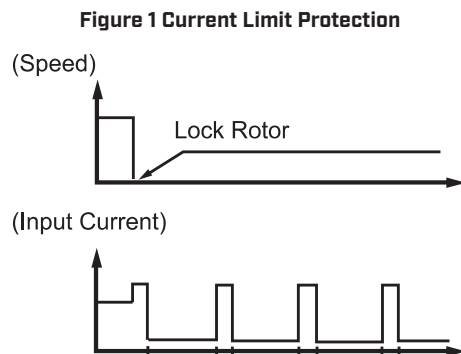 Figure 1 Current Limit Protection
(Speed)
Lock Rotor
(Input Current)